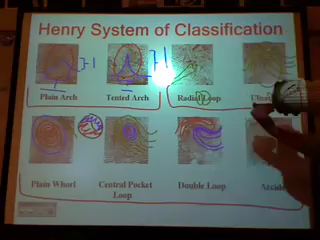 Henry System of Classification
Plain Arch
Tented Arch
Radial Loop
Plain Whorl
Central Pocket
Loop
Double Loop